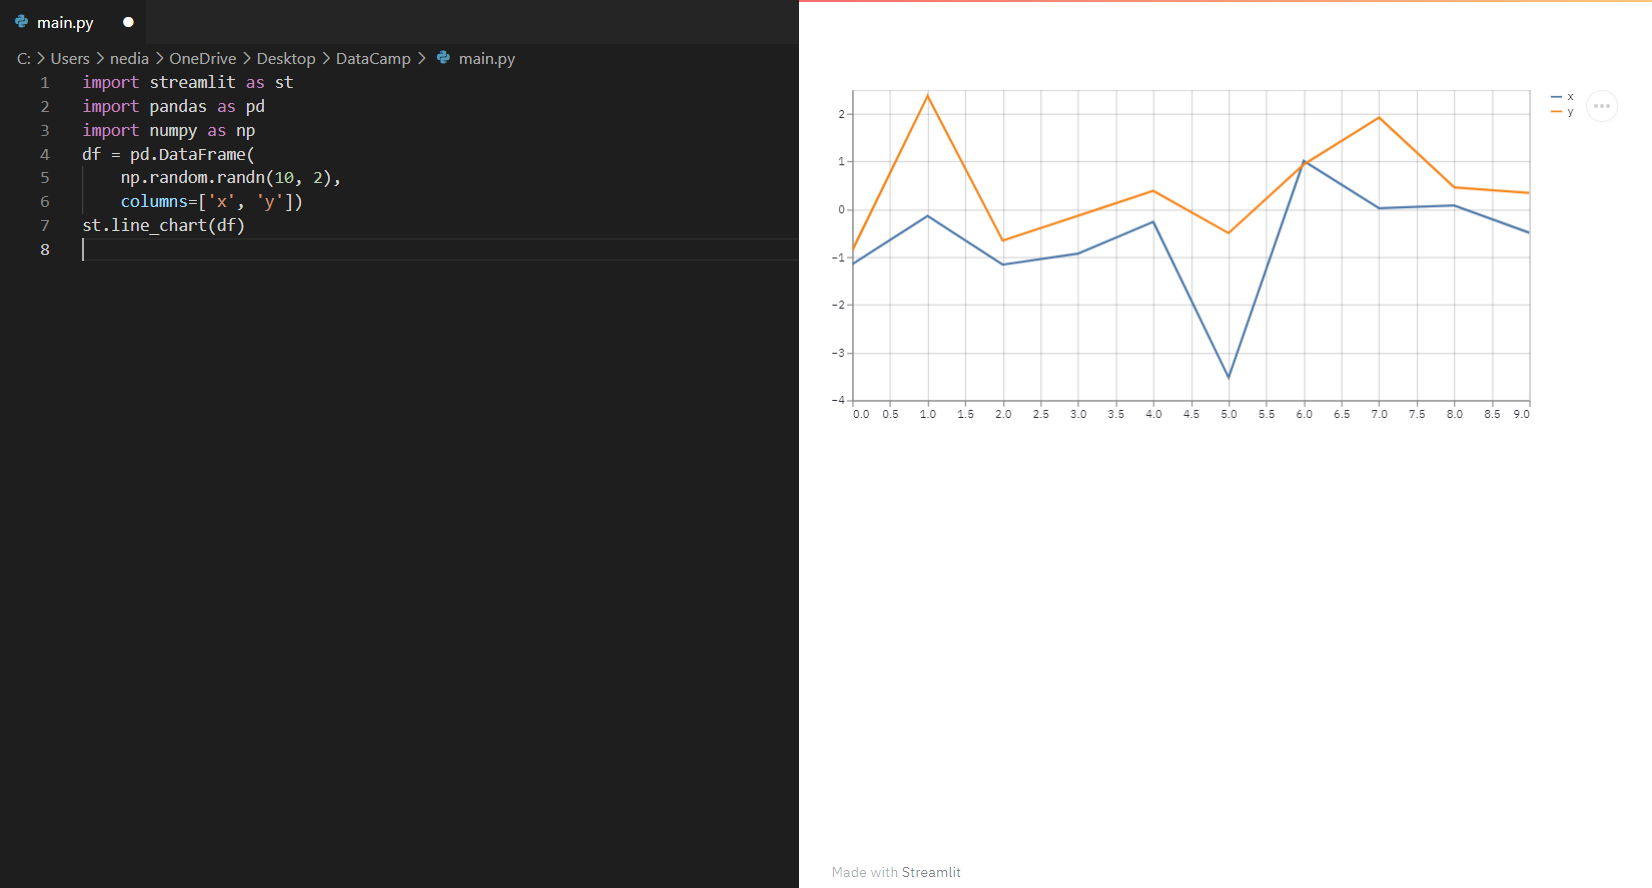 main.py
C: > Users > nedia > OneDrive > Desktop > DataCamp > main.py
1 import streamlit as st
2 import pandas as pd
3 import numpy as np
4 df = pd.DataFrame(
5     np.random.randn(10, 2),
6     columns=['x', 'y'])
7 st.line_chart(df)
8
x
y
2
1
0
−1
−2
−3
−4
0.0 0.5 1.0 1.5 2.0 2.5 3.0 3.5 4.0 4.5 5.0 5.5 6.0 6.5 7.0 7.5 8.0 8.5 9.0
Made with Streamlit